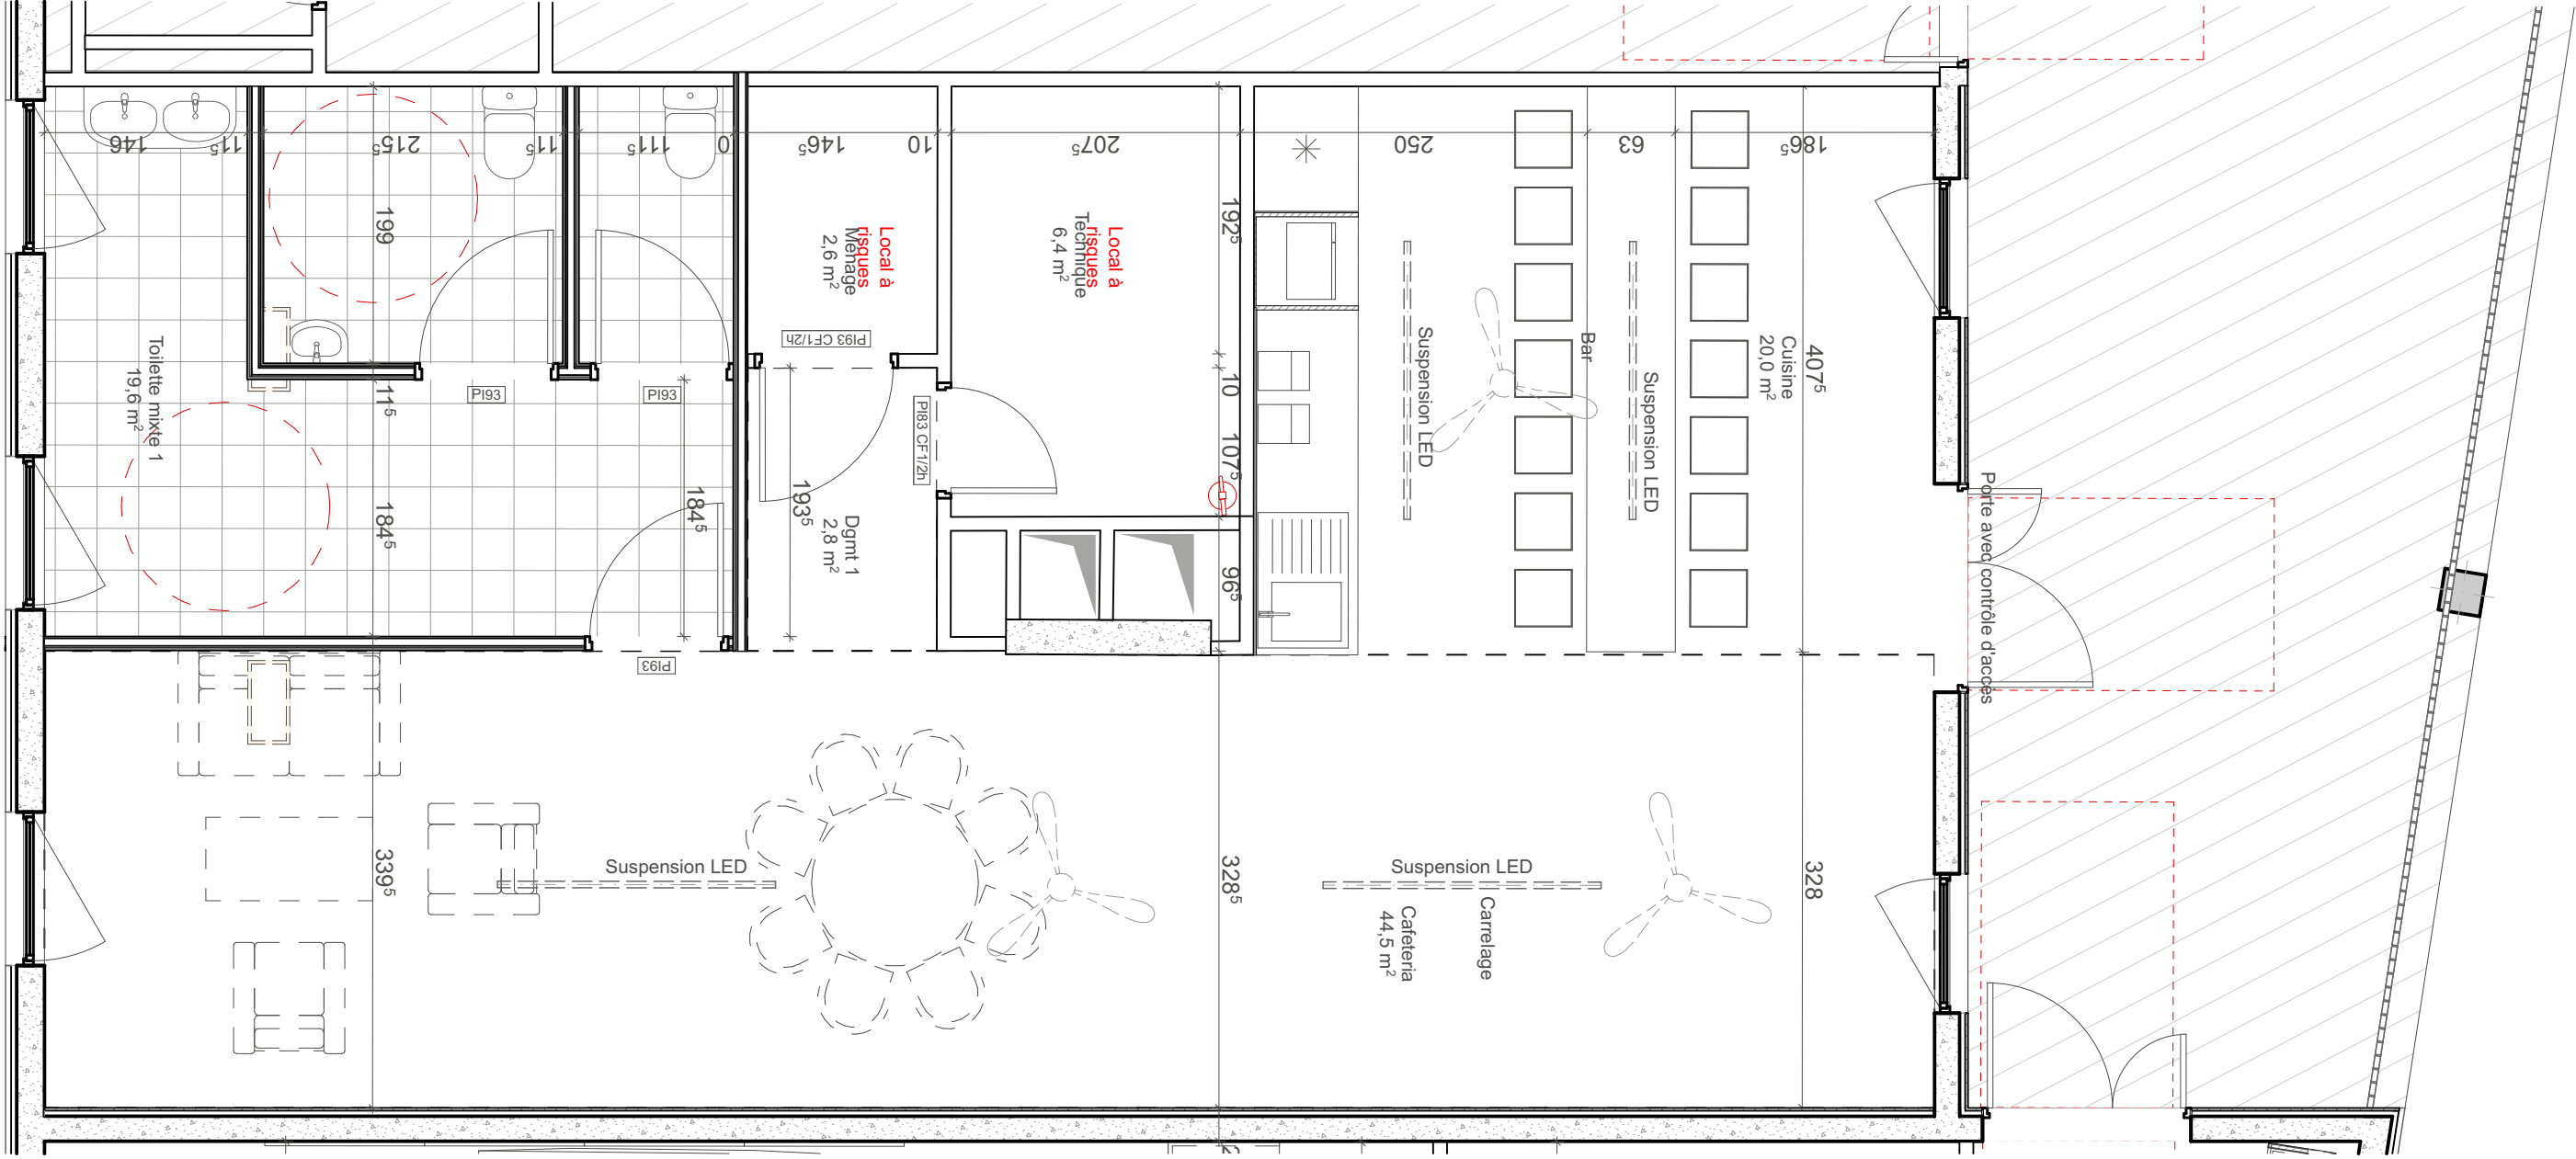 146
11⁵
215⁵
11⁵
111⁵
0
146⁵
10
207⁵
250
63
186⁵
199
192⁵
Local à
risques
Ménage
2,6 m²
Local à
risques
Technique
6,4 m²
PI93 CF1/2h
Suspension LED
Bar
Suspension LED
Cuisine
20,0 m²
407⁵
Toilette mixte 1
19,6 m²
11⁵
PI93
PI93
PI83 CF1/2h
10
107⁵
184⁵
184⁵
193⁵
Dgmt 1
2,8 m²
96⁵
Porte avec contrôle d'accès
PI93
339⁵
Suspension LED
328⁵
Suspension LED
328
Carrelage
Cafeteria
44,5 m²